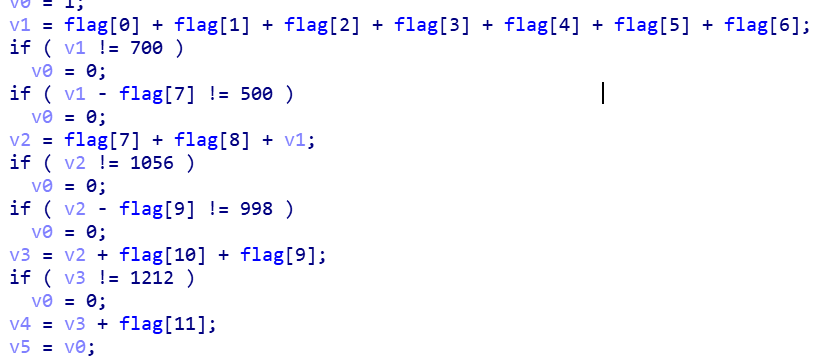 v0 = 1;
v1 = flag[0] + flag[1] + flag[2] + flag[3] + flag[4] + flag[5] + flag[6];
if ( v1 != 700 )
  v0 = 0;
if ( v1 - flag[7] != 500 )
  v0 = 0;
v2 = flag[7] + flag[8] + v1;
if ( v2 != 1056 )
  v0 = 0;
if ( v2 - flag[9] != 998 )
  v0 = 0;
v3 = v2 + flag[10] + flag[9];
if ( v3 != 1212 )
  v0 = 0;
v4 = v3 + flag[11];
v5 = v0;